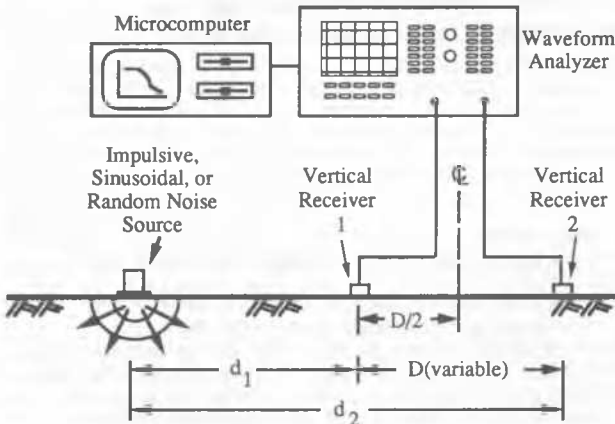 Microcomputer
Waveform
Analyzer
Impulsive,
Sinusoidal, or
Random Noise
Source
Vertical
Receiver
1
℄
Vertical
Receiver
2
D/2
d1
D(variable)
d2